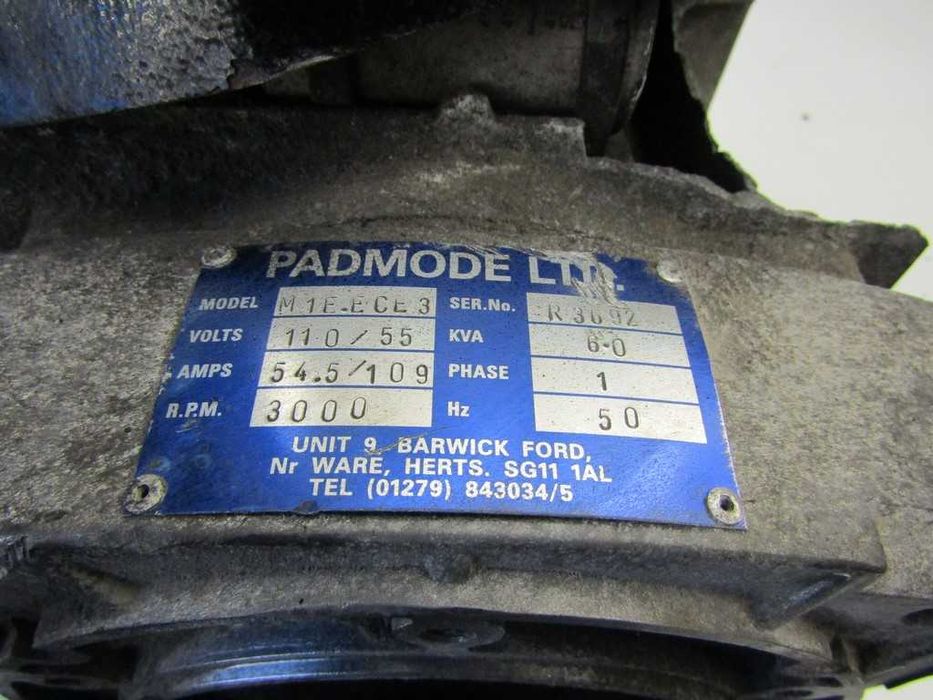 PADMODE LTD.
MODEL M1E.ECE3 SER.No. R3692
VOLTS 110/55 KVA 6.0
AMPS 54.5/109 PHASE 1
R.P.M. 3000 Hz 50
UNIT 9, BARWICK FORD,
Nr WARE, HERTS. SG11 1AL
TEL (01279) 843034/5